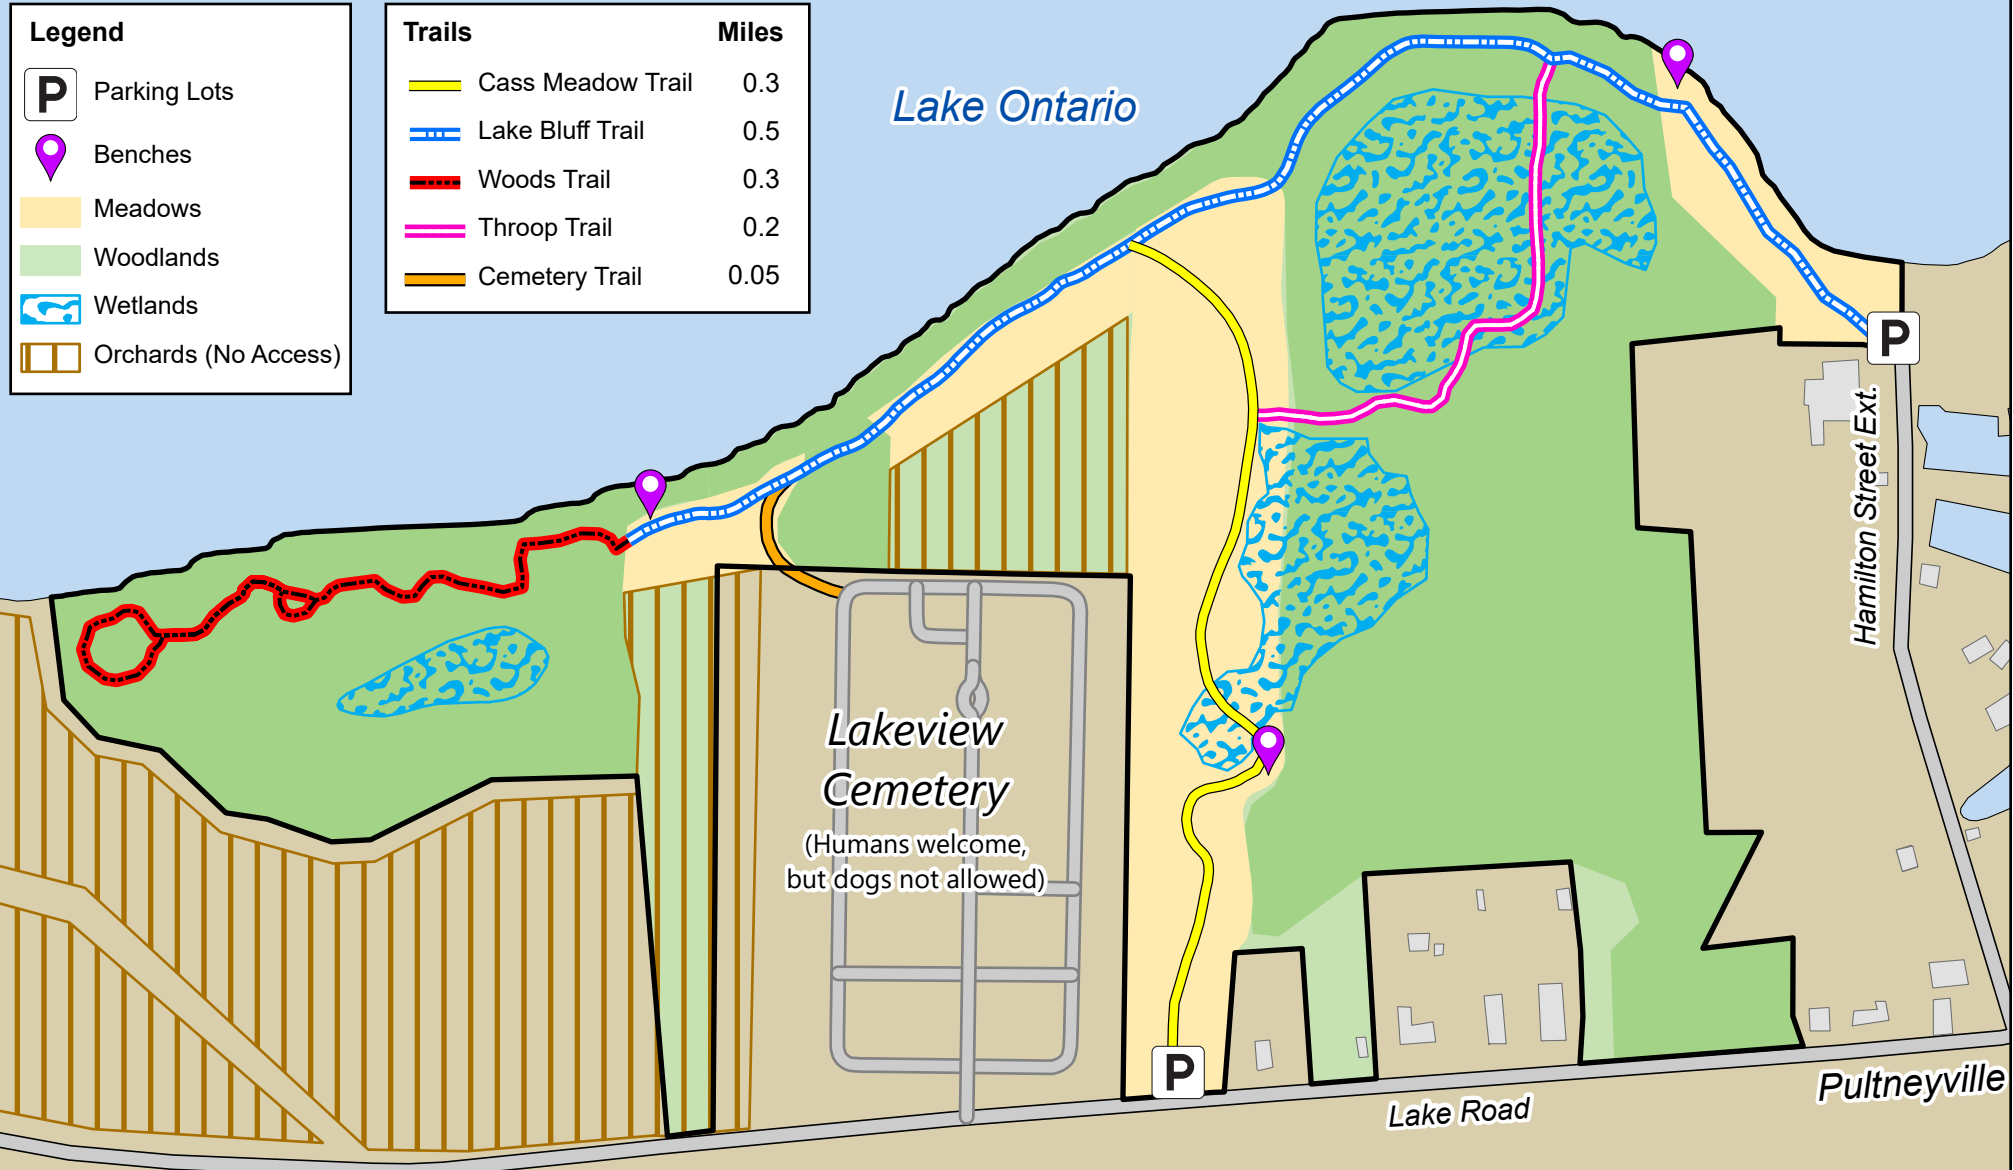 Legend
P Parking Lots
Benches
Meadows
Woodlands
Wetlands
Orchards (No Access)
Trails Miles
Cass Meadow Trail 0.3
Lake Bluff Trail 0.5
Woods Trail 0.3
Throop Trail 0.2
Cemetery Trail 0.05
Lake Ontario
P
Hamilton Street Ext.
Lakeview
Cemetery
(Humans welcome,
but dogs not allowed)
P
Lake Road
Pultneyville